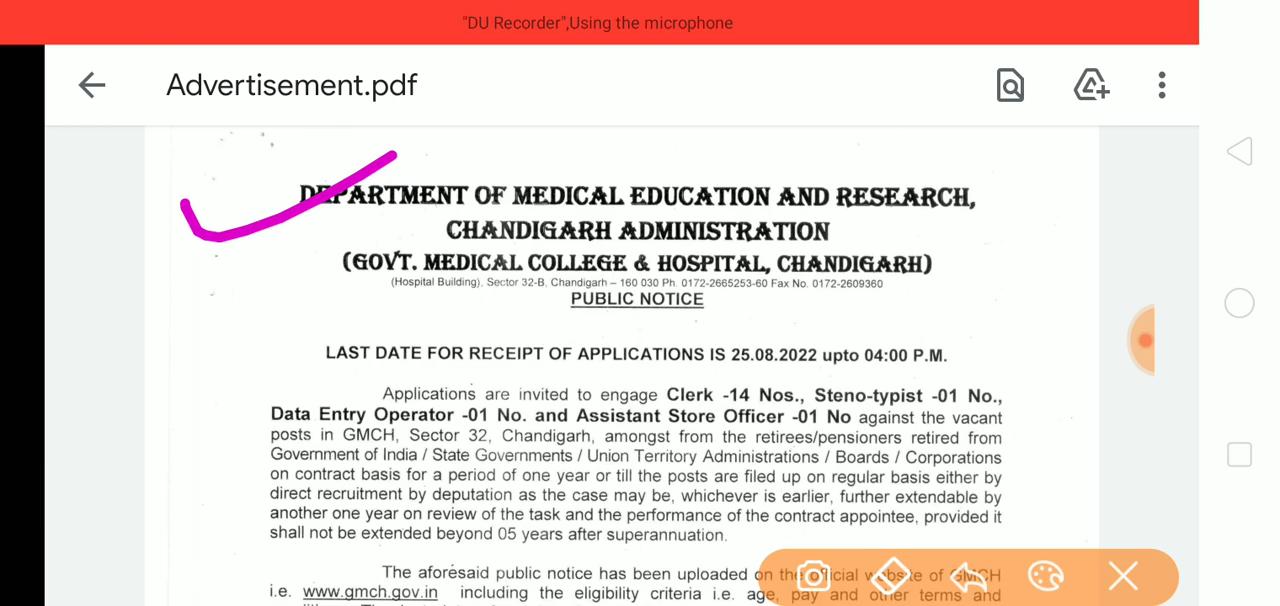 "DU Recorder",Using the microphone
Advertisement.pdf
DEPARTMENT OF MEDICAL EDUCATION AND RESEARCH,
CHANDIGARH ADMINISTRATION
(GOVT. MEDICAL COLLEGE & HOSPITAL, CHANDIGARH)
(Hospital Building), Sector 32-B, Chandigarh – 160 030 Ph. 0172-2665253-60 Fax No. 0172-2609360
PUBLIC NOTICE
LAST DATE FOR RECEIPT OF APPLICATIONS IS 25.08.2022 upto 04:00 P.M.
Applications are invited to engage Clerk -14 Nos., Steno-typist -01 No.,
Data Entry Operator -01 No. and Assistant Store Officer -01 No against the vacant
posts in GMCH, Sector 32, Chandigarh, amongst from the retirees/pensioners retired from
Government of India / State Governments / Union Territory Administrations / Boards / Corporations
on contract basis for a period of one year or till the posts are filed up on regular basis either by
direct recruitment by deputation as the case may be, whichever is earlier, further extendable by
another one year on review of the task and the performance of the contract appointee, provided it
shall not be extended beyond 05 years after superannuation.
The aforesaid public notice has been uploaded on the official website of GMCH
i.e. www.gmch.gov.in including the eligibility criteria i.e. age, pay and other terms and